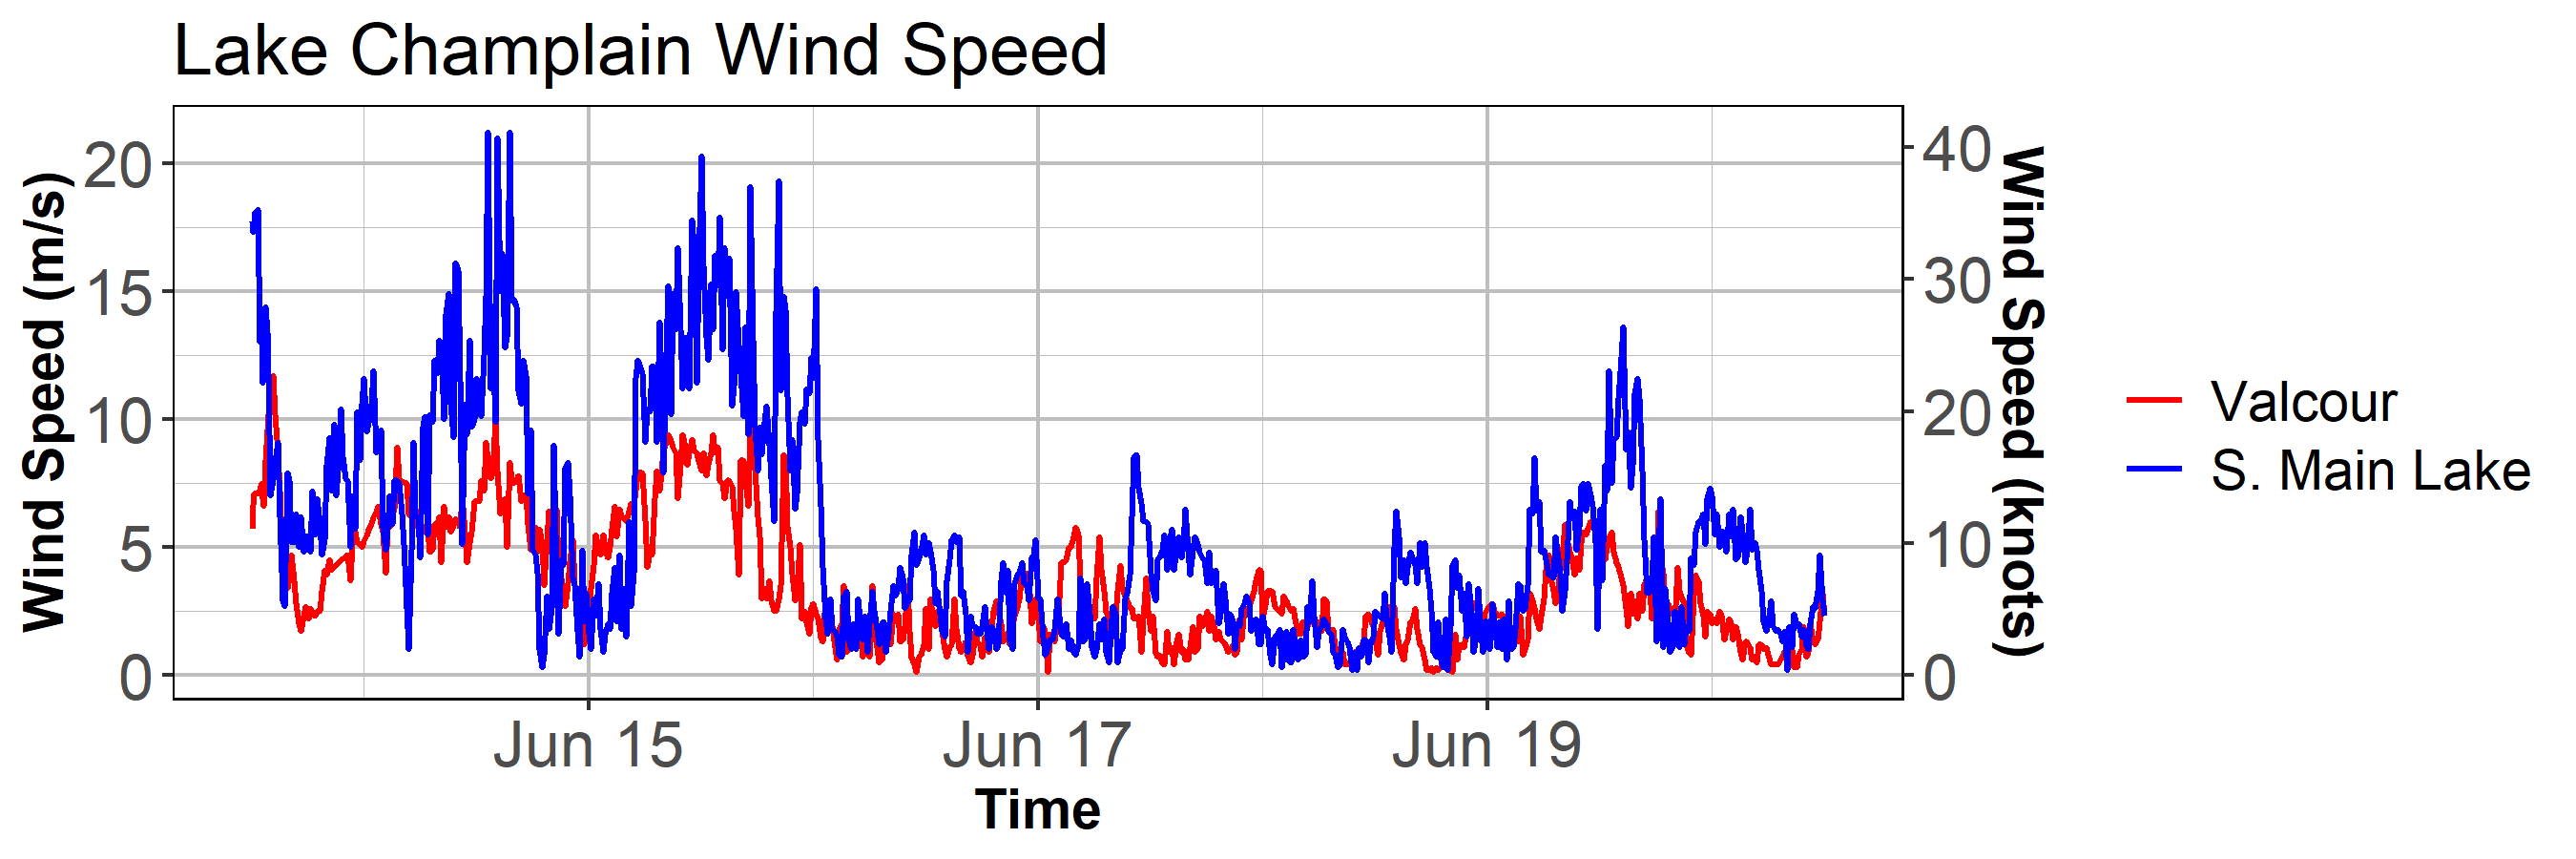 Lake Champlain Wind Speed
Wind Speed (m/s)
20
15
10
5
0
40
30
20
10
0
Wind Speed (knots)
Jun 15
Jun 17
Jun 19
Time
Valcour
S. Main Lake